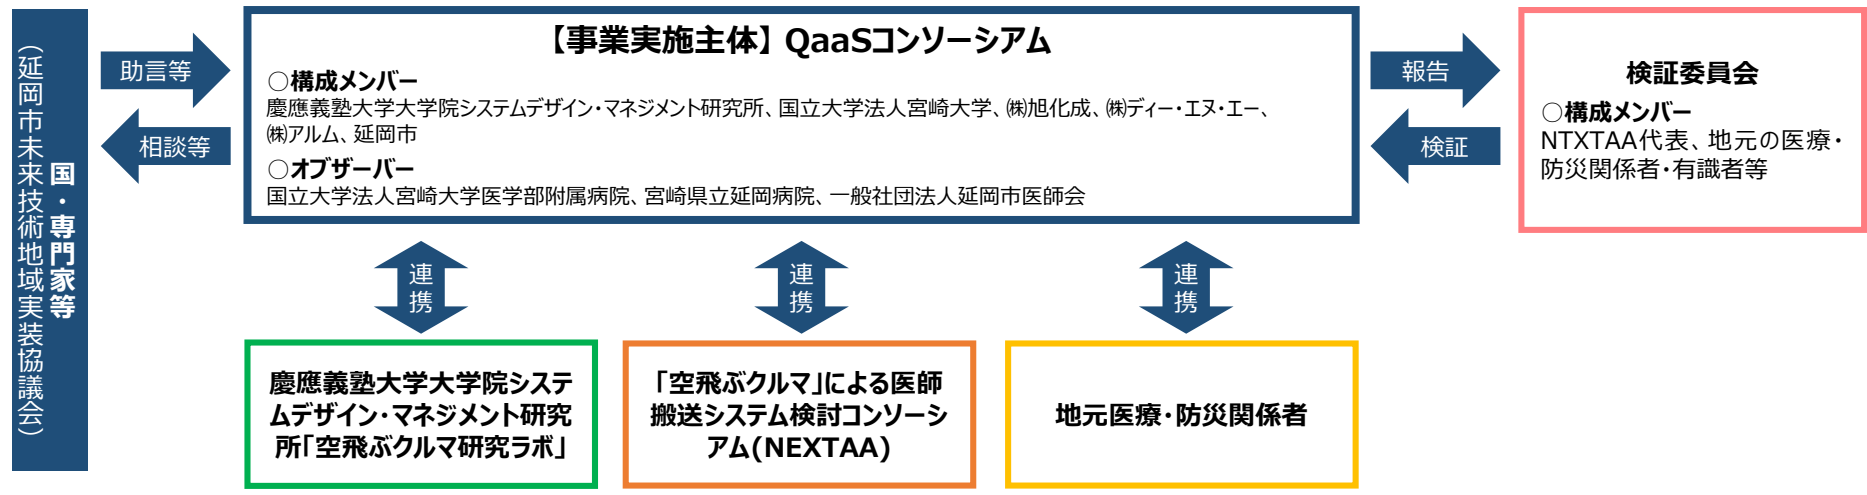 国・専門家等
（延岡市未来技術地域実装協議会）
助言等
相談等
【事業実施主体】QaaSコンソーシアム
○構成メンバー
慶應義塾大学大学院システムデザイン・マネジメント研究所、国立大学法人宮崎大学、㈱旭化成、㈱ディー・エヌ・エー、
㈱アルム、延岡市
○オブザーバー
国立大学法人宮崎大学医学部附属病院、宮崎県立延岡病院、一般社団法人延岡市医師会
報告
検証
検証委員会
○構成メンバー
NTXTAA代表、地元の医療・
防災関係者・有識者等
連携
連携
連携
慶應義塾大学大学院システ
ムデザイン・マネジメント研究
所「空飛ぶクルマ研究ラボ」
「空飛ぶクルマ」による医師
搬送システム検討コンソーシ
アム(NEXTAA)
地元医療・防災関係者